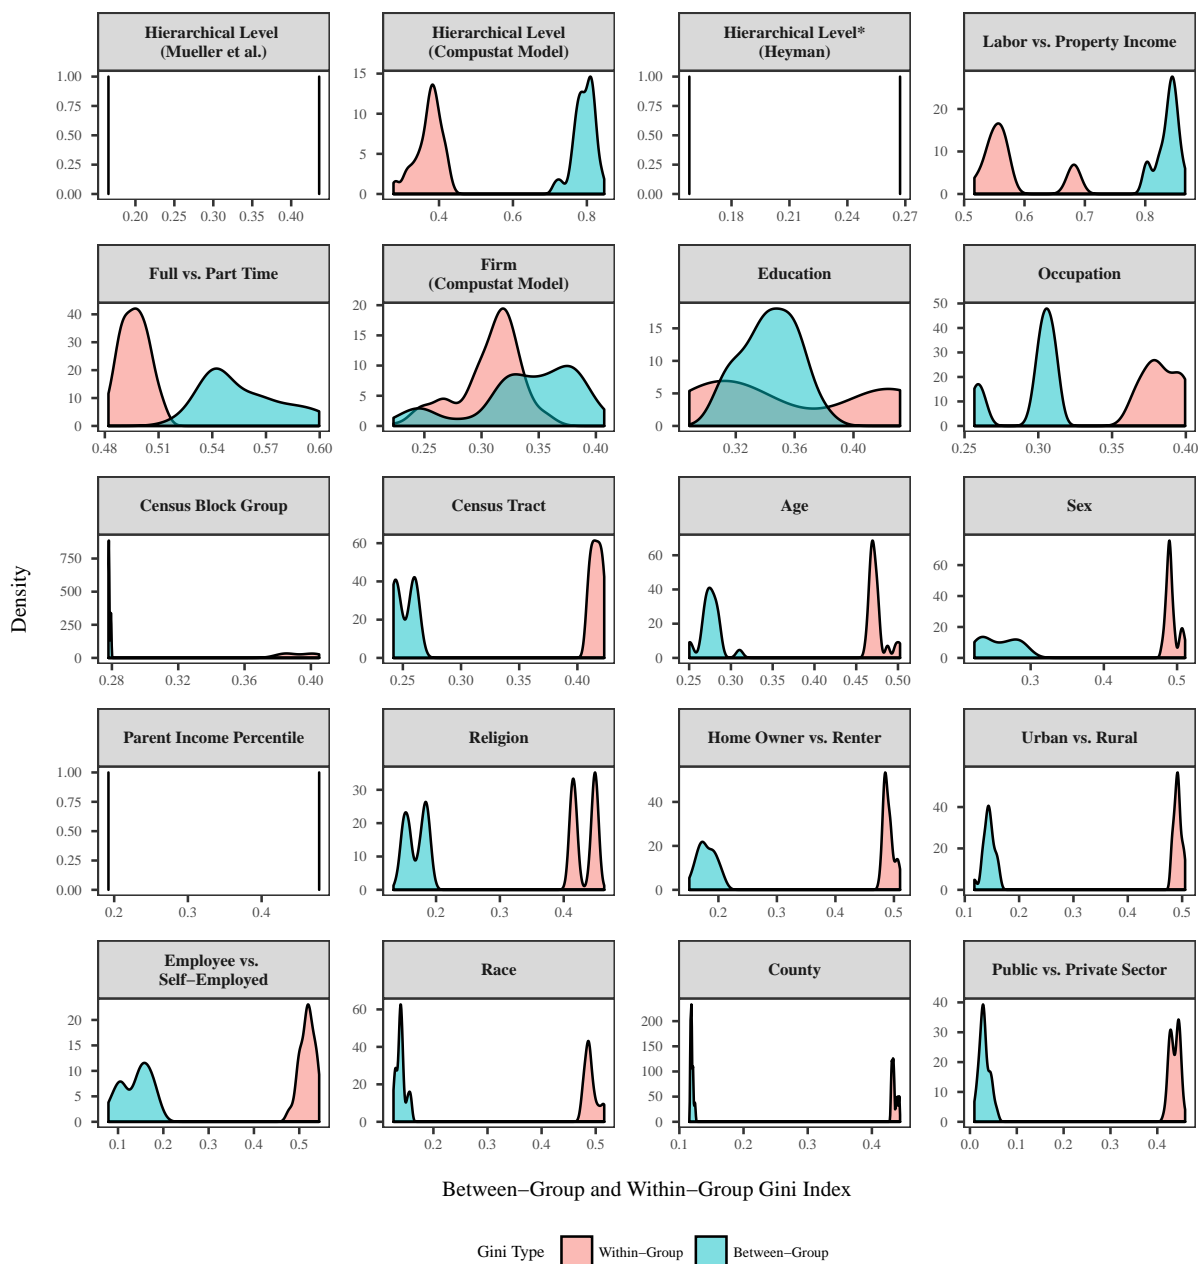 Hierarchical Level
(Mueller et al.)
Hierarchical Level
(Compustat Model)
Hierarchical Level*
(Heyman)
Labor vs. Property Income
1.00
0.75
0.50
0.25
0.00
0.20 0.25 0.30 0.35 0.40
15
10
5
0
0.4 0.6 0.8
1.00
0.75
0.50
0.25
0.00
0.18 0.21 0.24 0.27
20
10
0
0.5 0.6 0.7 0.8
Full vs. Part Time
Firm
(Compustat Model)
Education
Occupation
40
30
20
10
0
0.48 0.51 0.54 0.57 0.60
20
15
10
5
0
0.25 0.30 0.35 0.40
15
10
5
0
0.32 0.36 0.40
50
40
30
20
10
0
0.25 0.30 0.35 0.40
Census Block Group
Census Tract
Age
Sex
750
500
250
0
0.28 0.32 0.36 0.40
60
40
20
0
0.25 0.30 0.35 0.40
60
40
20
0
0.25 0.30 0.35 0.40 0.45 0.50
60
40
20
0
0.3 0.4 0.5
Parent Income Percentile
Religion
Home Owner vs. Renter
Urban vs. Rural
1.00
0.75
0.50
0.25
0.00
0.2 0.3 0.4
30
20
10
0
0.2 0.3 0.4
40
20
0
0.2 0.3 0.4 0.5
40
20
0
0.1 0.2 0.3 0.4 0.5
Employee vs.
Self−Employed
Race
County
Public vs. Private Sector
20
15
10
5
0
0.1 0.2 0.3 0.4 0.5
60
40
20
0
0.2 0.3 0.4 0.5
200
150
100
50
0
0.1 0.2 0.3 0.4
40
30
20
10
0
0.0 0.1 0.2 0.3 0.4
Density
Between−Group and Within−Group Gini Index
Gini Type Within−Group Between−Group